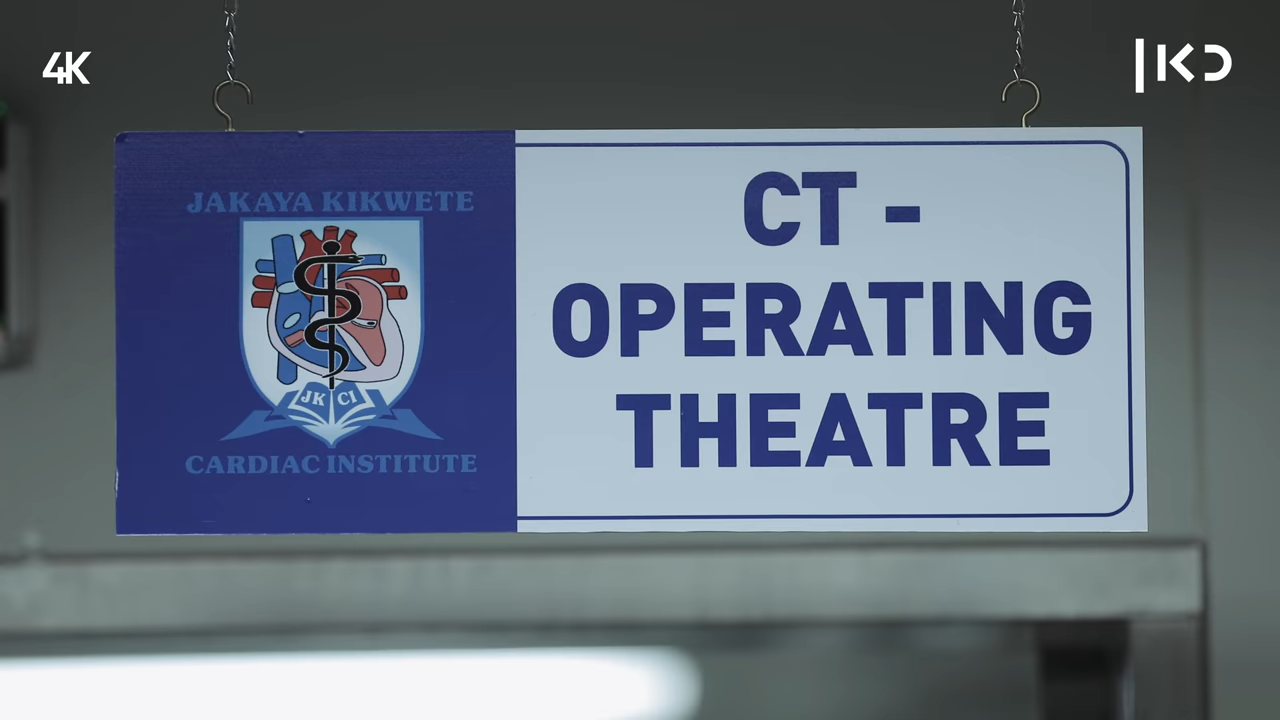 4K
JAKAYA KIKWETE
JK CI
CARDIAC INSTITUTE
CT -
OPERATING
THEATRE